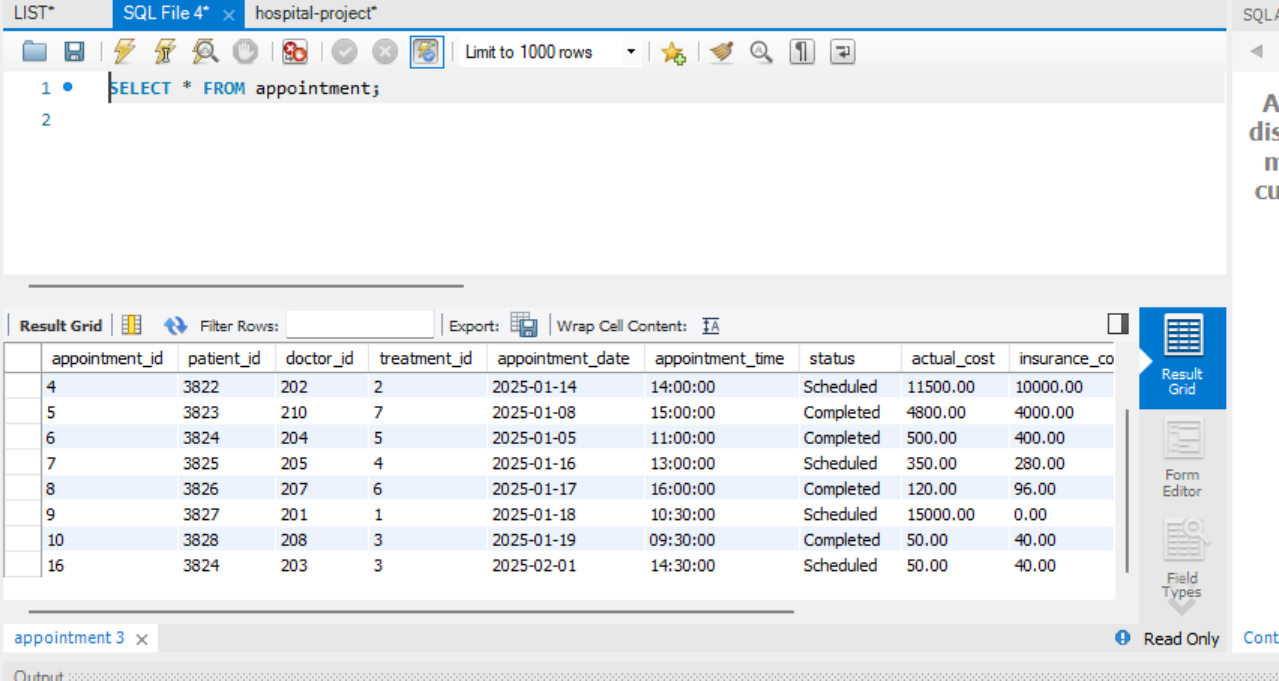 LIST* SQL File 4* × hospital-project*
Limit to 1000 rows
1 SELECT * FROM appointment;
2
Result Grid Filter Rows: Export: Wrap Cell Content: IA
appointment_id patient_id doctor_id treatment_id appointment_date appointment_time status actual_cost insurance_co
4 3822 202 2 2025-01-14 14:00:00 Scheduled 11500.00 10000.00
5 3823 210 7 2025-01-08 15:00:00 Completed 4800.00 4000.00
6 3824 204 5 2025-01-05 11:00:00 Completed 500.00 400.00
7 3825 205 4 2025-01-16 13:00:00 Scheduled 350.00 280.00
8 3826 207 6 2025-01-17 16:00:00 Completed 120.00 96.00
9 3827 201 1 2025-01-18 10:30:00 Scheduled 15000.00 0.00
10 3828 208 3 2025-01-19 09:30:00 Completed 50.00 40.00
16 3824 203 3 2025-02-01 14:30:00 Scheduled 50.00 40.00
Result
Grid
Form
Editor
Field
Types
appointment 3 ×
Read Only
Output
SQLA
A
dis
m
cu
Cont